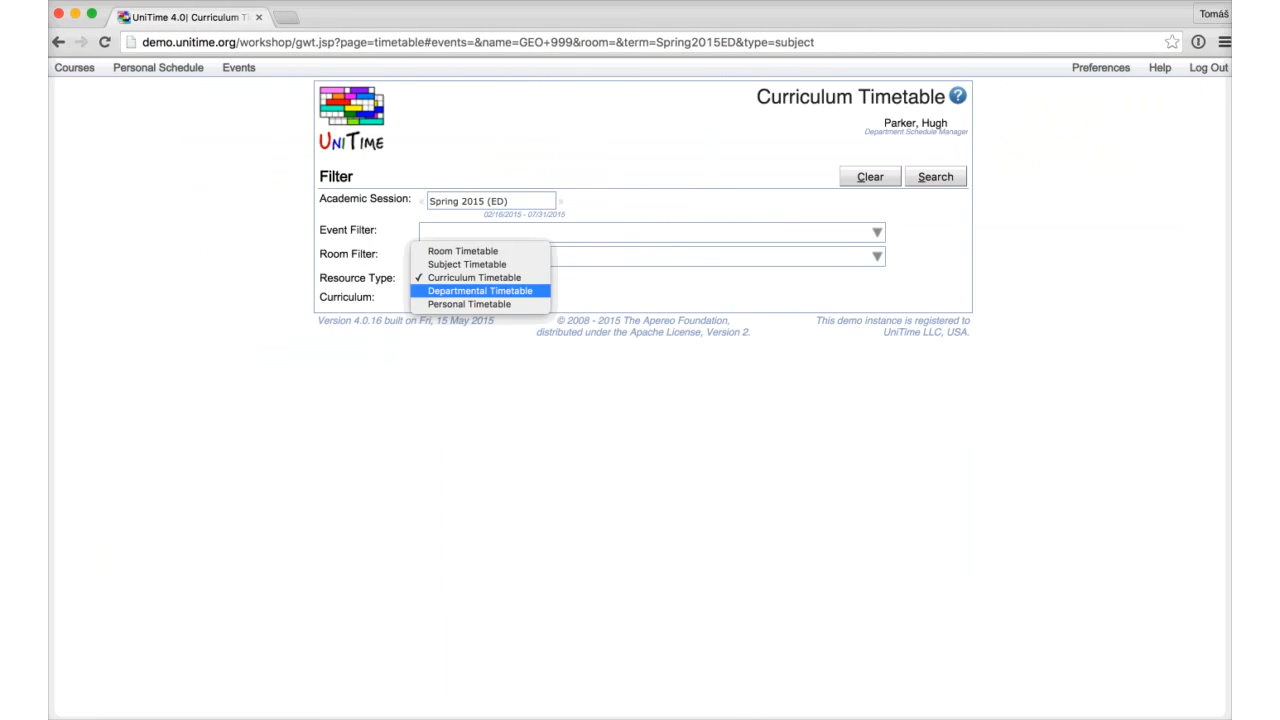 UniTime 4.0| Curriculum Ti
Tomáš
demo.unitime.org/workshop/gwt.jsp?page=timetable#events=&name=GEO+999&room=&term=Spring2015ED&type=subject
Courses Personal Schedule Events Preferences Help Log Out
UNITIME
Curriculum Timetable ?
Parker, Hugh
Department Schedule Manager
Filter Clear Search
Academic Session: Spring 2015 (ED)
02/16/2015 - 07/31/2015
Event Filter:
Room Filter:
Resource Type:
Curriculum:
Room Timetable
Subject Timetable
✓ Curriculum Timetable
Departmental Timetable
Personal Timetable
Version 4.0.16 built on Fri, 15 May 2015
© 2008 - 2015 The Apereo Foundation,
distributed under the Apache License, Version 2.
This demo instance is registered to
UniTime LLC, USA.